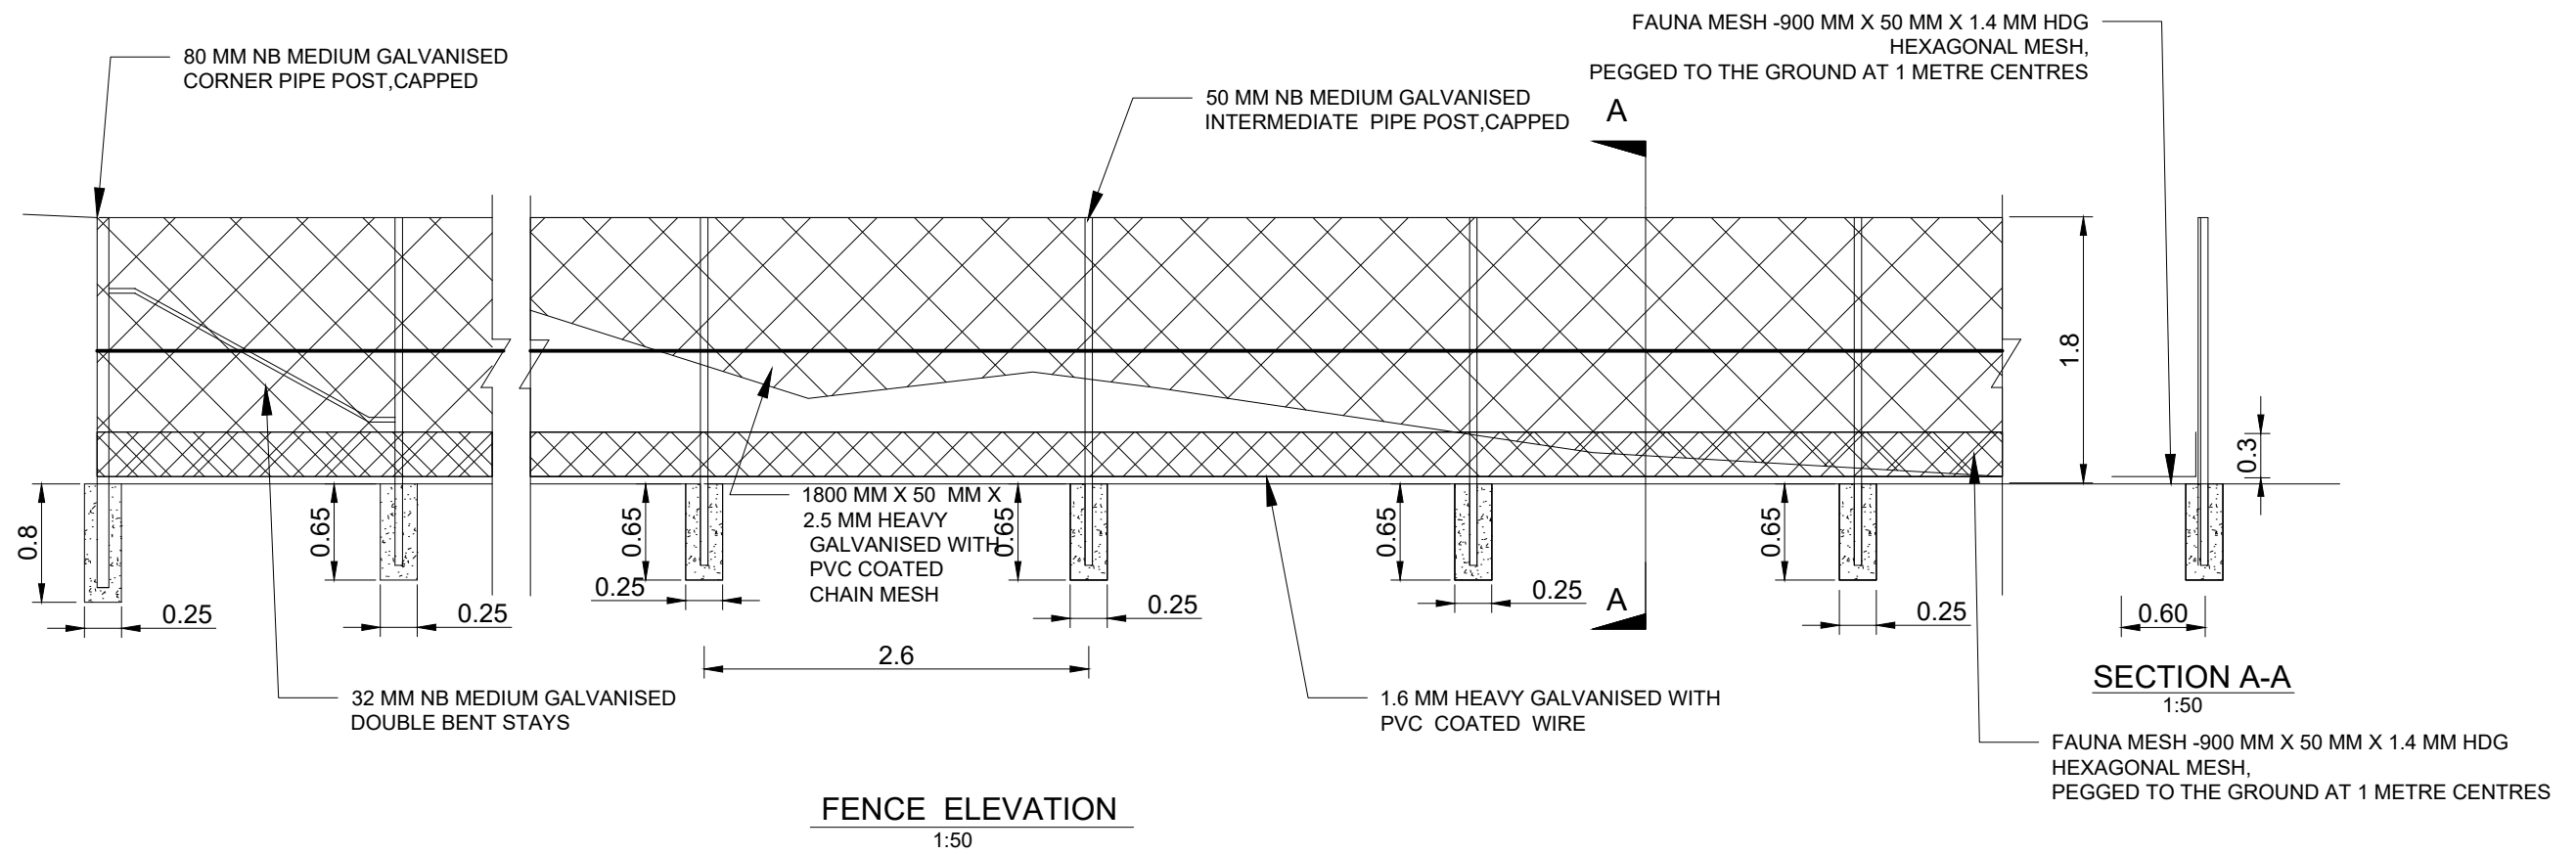 FAUNA MESH -900 MM X 50 MM X 1.4 MM HDG
HEXAGONAL MESH,
PEGGED TO THE GROUND AT 1 METRE CENTRES
80 MM NB MEDIUM GALVANISED
CORNER PIPE POST,CAPPED
50 MM NB MEDIUM GALVANISED
INTERMEDIATE PIPE POST,CAPPED
A
1.8
0.3
0.8
0.65
0.65
1800 MM X 50 MM X
2.5 MM HEAVY
GALVANISED WITH
PVC COATED
CHAIN MESH
0.65
0.65
0.65
0.25
0.25
0.25
0.25
0.25
0.25
A
0.60
2.6
SECTION A-A
1:50
32 MM NB MEDIUM GALVANISED
DOUBLE BENT STAYS
1.6 MM HEAVY GALVANISED WITH
PVC COATED WIRE
FAUNA MESH -900 MM X 50 MM X 1.4 MM HDG
HEXAGONAL MESH,
PEGGED TO THE GROUND AT 1 METRE CENTRES
FENCE ELEVATION
1:50